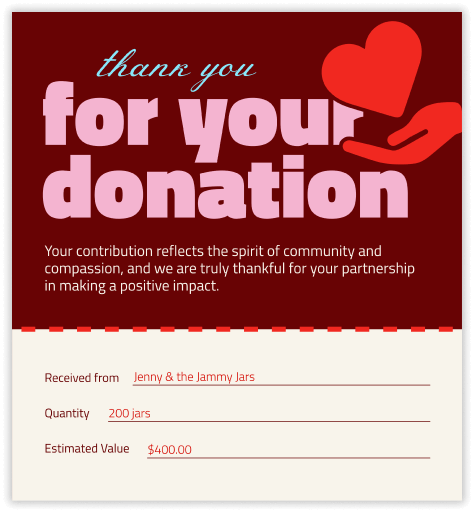 thank you
for your
donation
Your contribution reflects the spirit of community and
compassion, and we are truly thankful for your partnership
in making a positive impact.
Received from Jenny & the Jammy Jars
Quantity 200 jars
Estimated Value $400.00